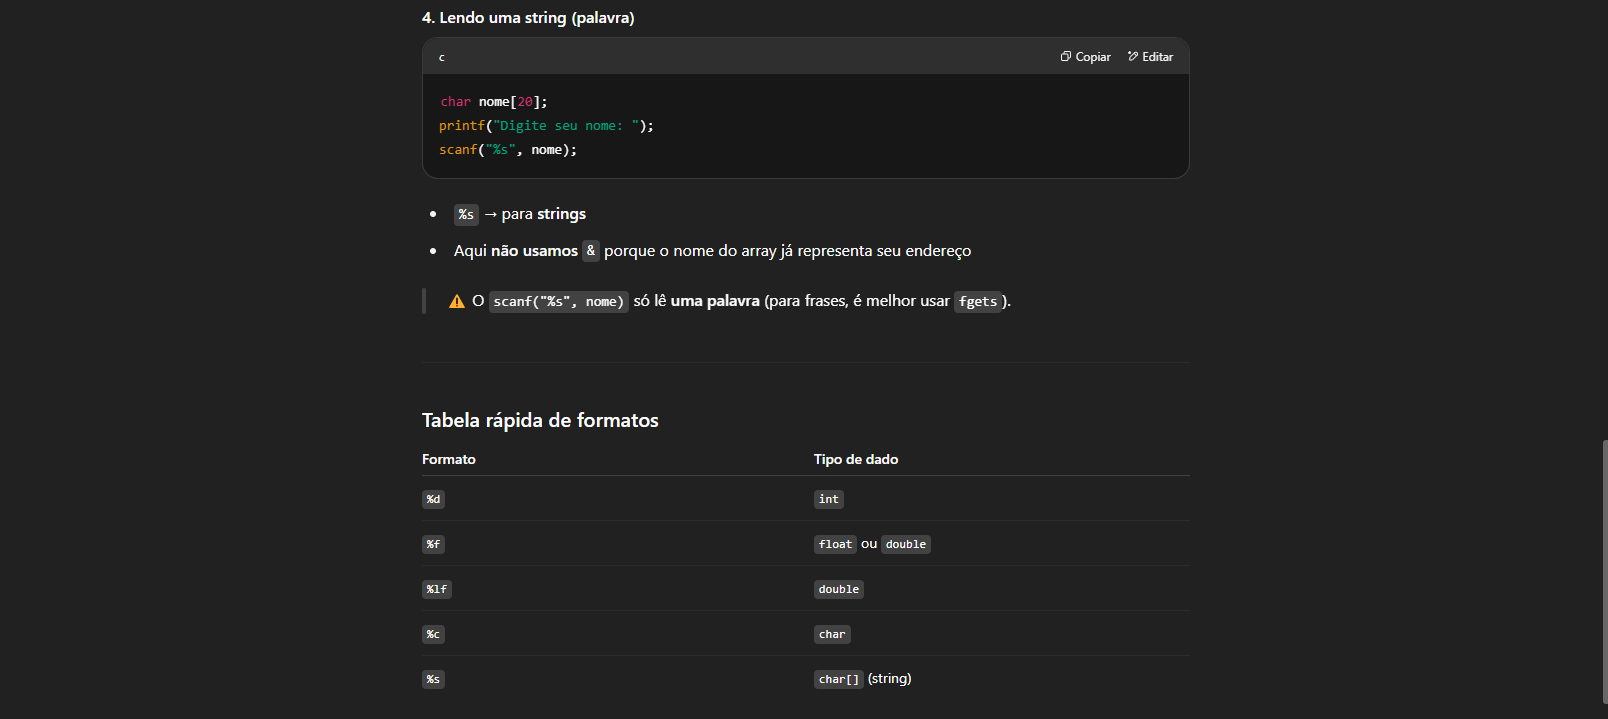 4. Lendo uma string (palavra)
c Copiar Editar
char nome[20];
printf("Digite seu nome: ");
scanf("%s", nome);
%s → para strings
Aqui não usamos & porque o nome do array já representa seu endereço
⚠️ O scanf("%s", nome) só lê uma palavra (para frases, é melhor usar fgets).
Tabela rápida de formatos
Formato Tipo de dado
%d int
%f float ou double
%lf double
%c char
%s char[] (string)